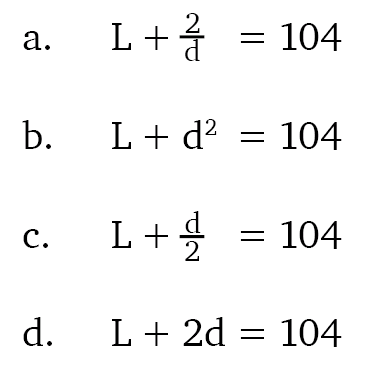 a. L + 2/d = 104
b. L + d² = 104
c. L + d/2 = 104
d. L + 2d = 104